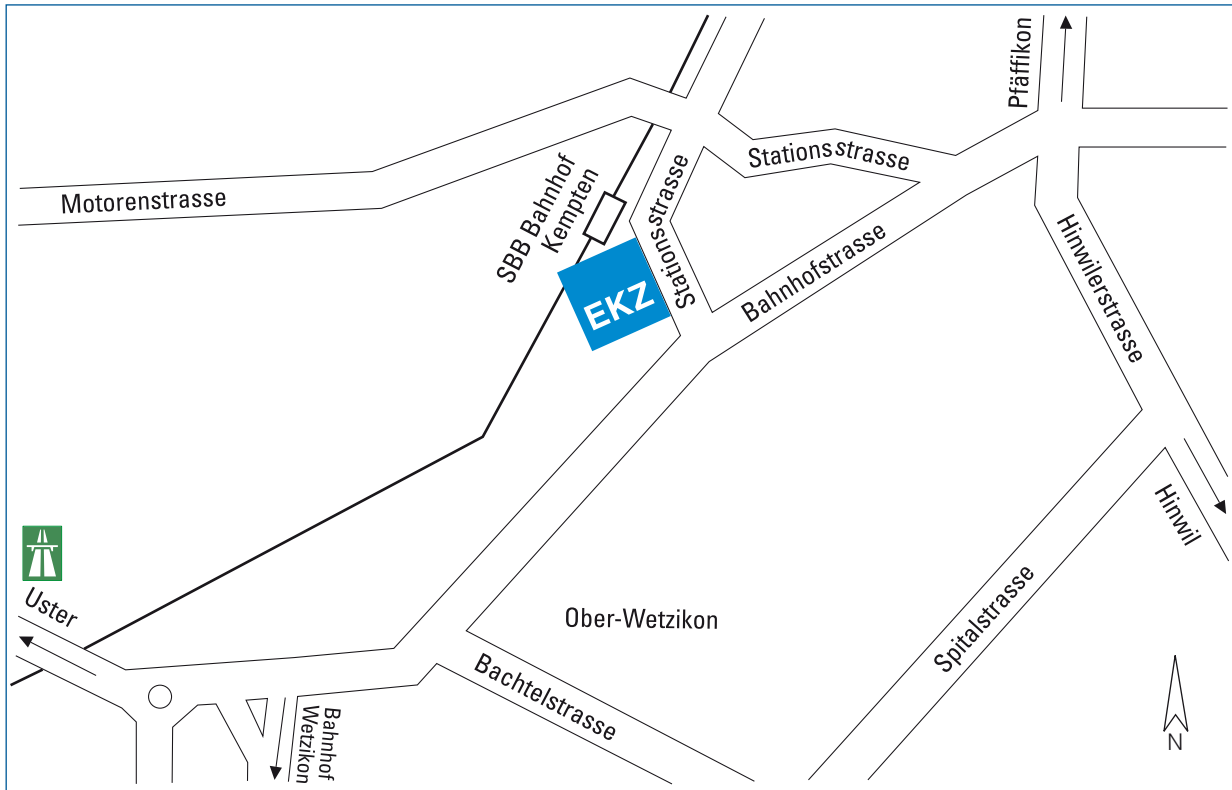 Pfäffikon
Stationsstrasse
Motorenstrasse
SBB Bahnhof
Kempten
Stationsstrasse
Bahnhofstrasse
Hinwilerstrasse
EKZ
Hinwil
Uster
Ober-Wetzikon
Spitalstrasse
Bachtelstrasse
Bahnhof
Wetzikon
N